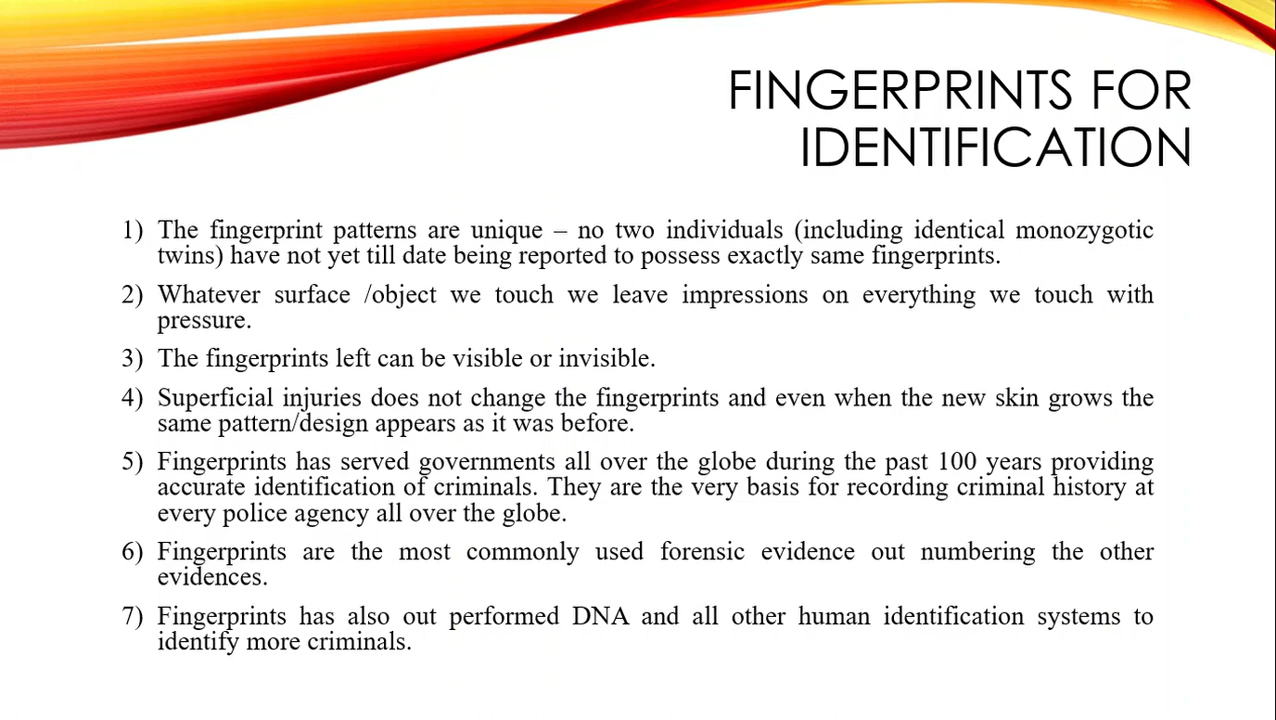 FINGERPRINTS FOR
IDENTIFICATION
1) The fingerprint patterns are unique – no two individuals (including identical monozygotic
twins) have not yet till date being reported to possess exactly same fingerprints.
2) Whatever surface /object we touch we leave impressions on everything we touch with
pressure.
3) The fingerprints left can be visible or invisible.
4) Superficial injuries does not change the fingerprints and even when the new skin grows the
same pattern/design appears as it was before.
5) Fingerprints has served governments all over the globe during the past 100 years providing
accurate identification of criminals. They are the very basis for recording criminal history at
every police agency all over the globe.
6) Fingerprints are the most commonly used forensic evidence out numbering the other
evidences.
7) Fingerprints has also out performed DNA and all other human identification systems to
identify more criminals.